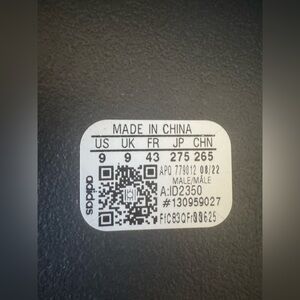 MADE IN CHINA
US UK FR JP CHN
9 9 43 275 265
APO 779012 08/22
MALE/MÂLE
A:ID2350
#130959027
adidas